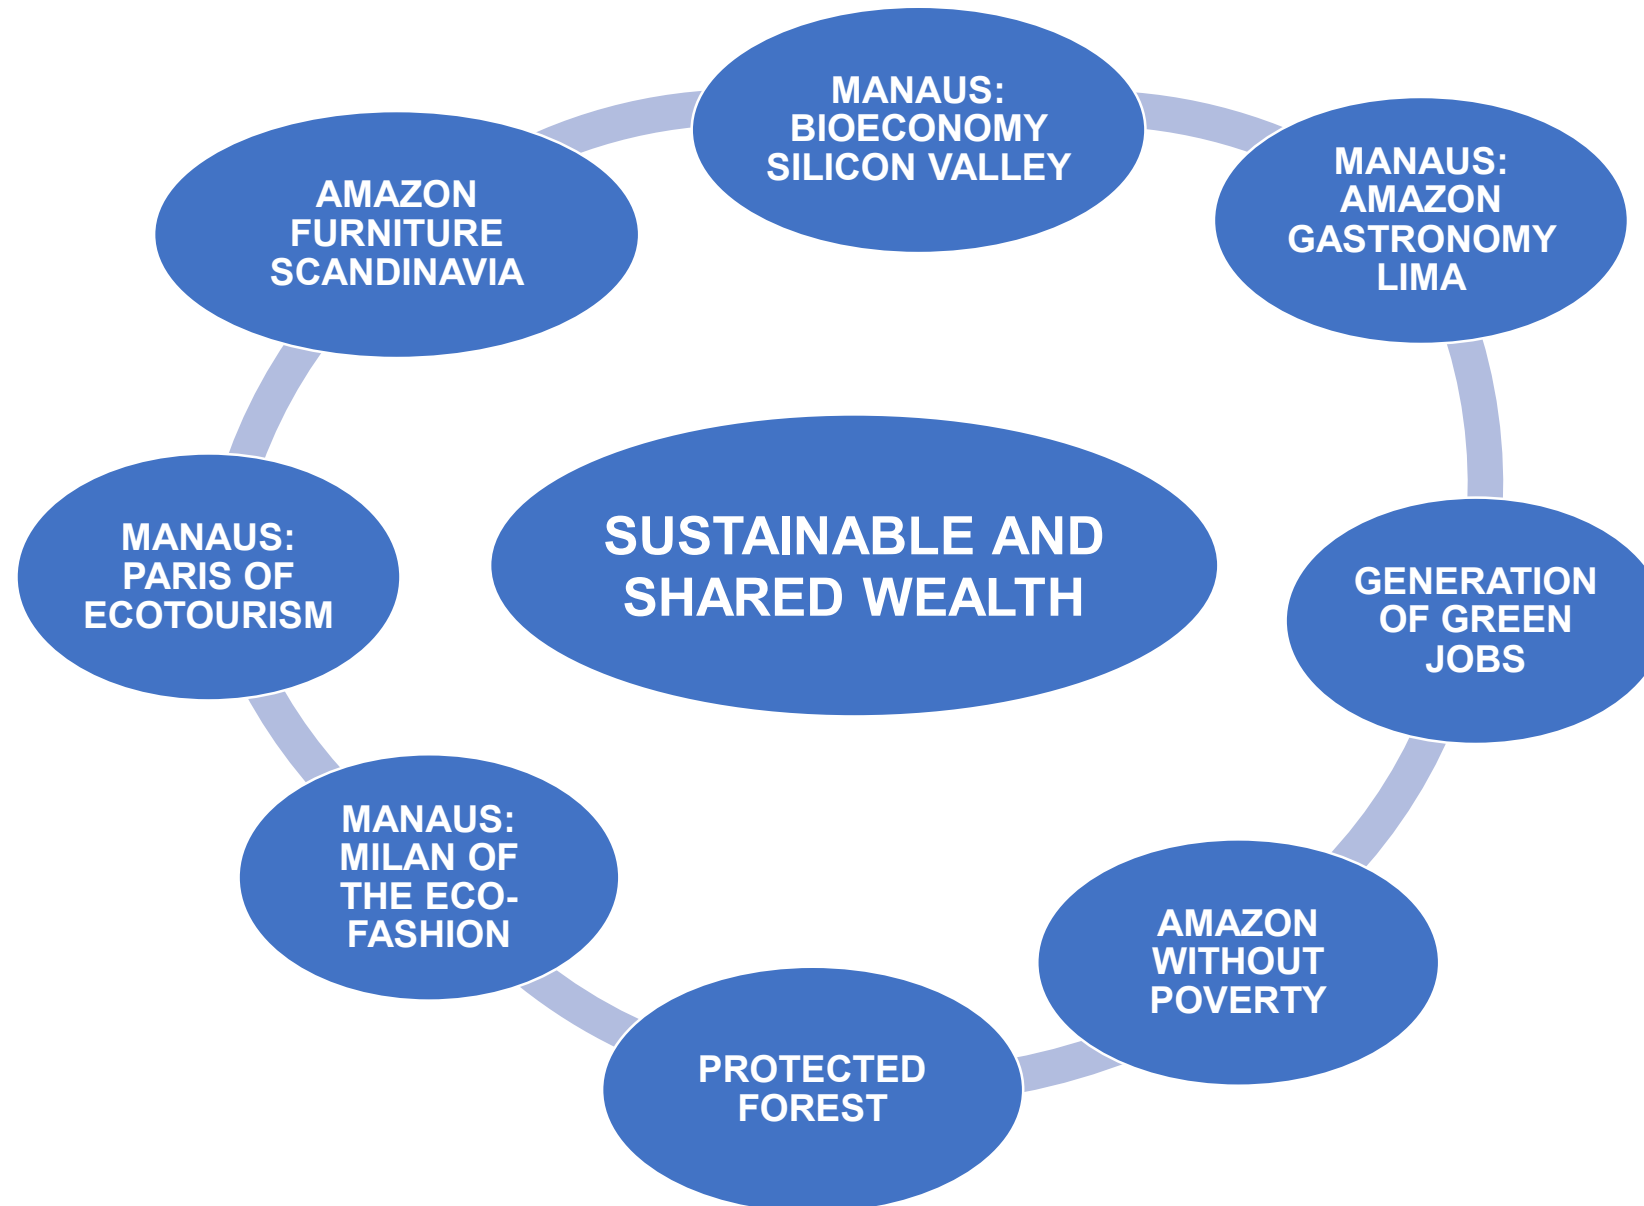 MANAUS:
BIOECONOMY
SILICON VALLEY
MANAUS:
AMAZON
GASTRONOMY
LIMA
GENERATION
OF GREEN
JOBS
AMAZON
WITHOUT
POVERTY
PROTECTED
FOREST
MANAUS:
MILAN OF
THE ECO-
FASHION
MANAUS:
PARIS OF
ECOTOURISM
AMAZON
FURNITURE
SCANDINAVIA
SUSTAINABLE AND
SHARED WEALTH